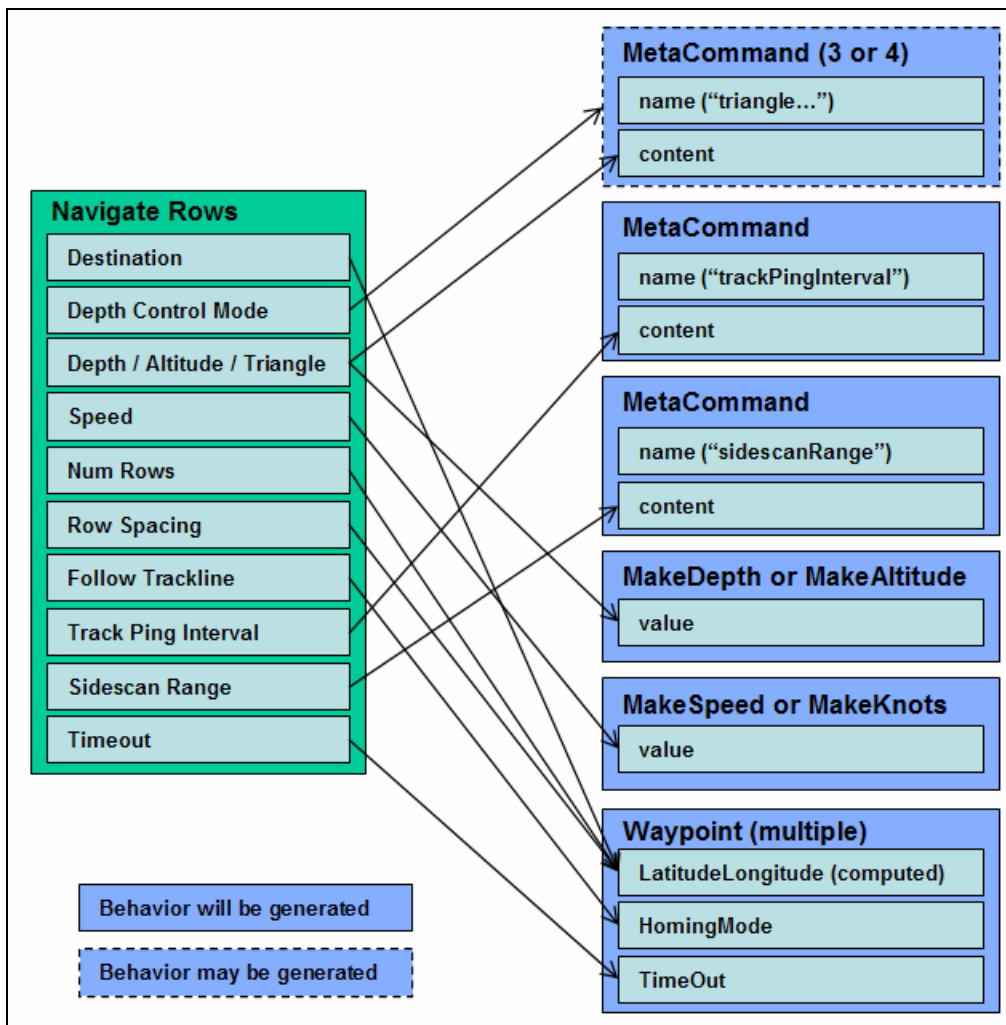 Navigate Rows
Destination
Depth Control Mode
Depth / Altitude / Triangle
Speed
Num Rows
Row Spacing
Follow Trackline
Track Ping Interval
Sidescan Range
Timeout
MetaCommand (3 or 4)
name (“triangle…”)
content
MetaCommand
name (“trackPingInterval”)
content
MetaCommand
name (“sidescanRange”)
content
MakeDepth or MakeAltitude
value
MakeSpeed or MakeKnots
value
Waypoint (multiple)
LatitudeLongitude (computed)
HomingMode
TimeOut
Behavior will be generated
Behavior may be generated